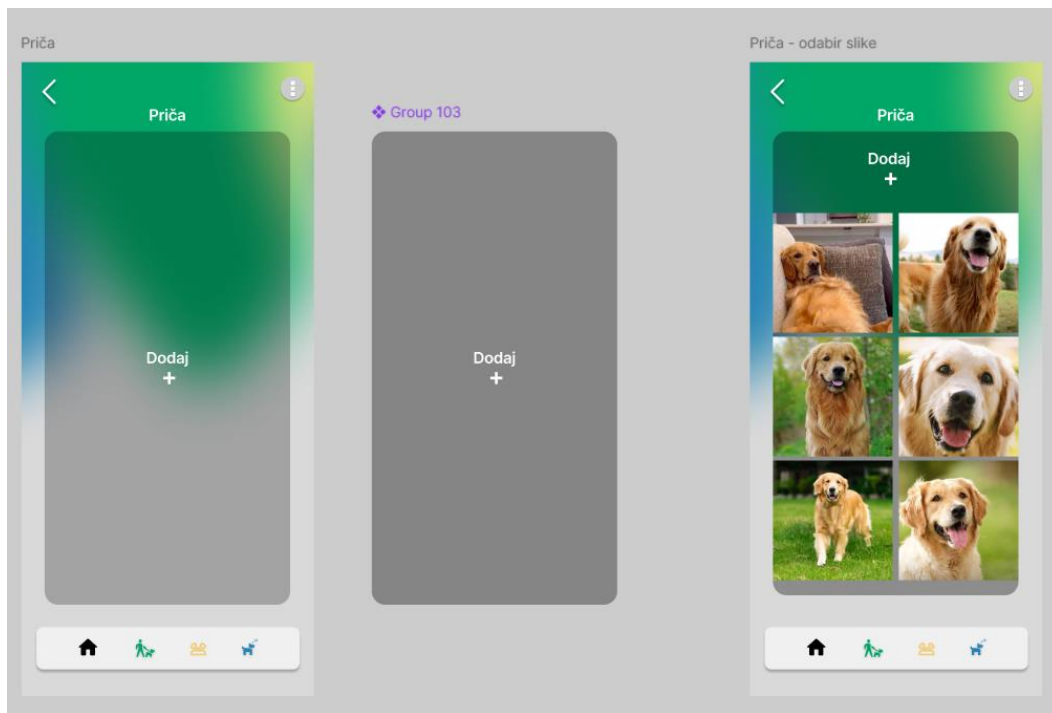 Priča
Priča
Dodaj
+
Group 103
Dodaj
+
Priča - odabir slike
Priča
Dodaj
+